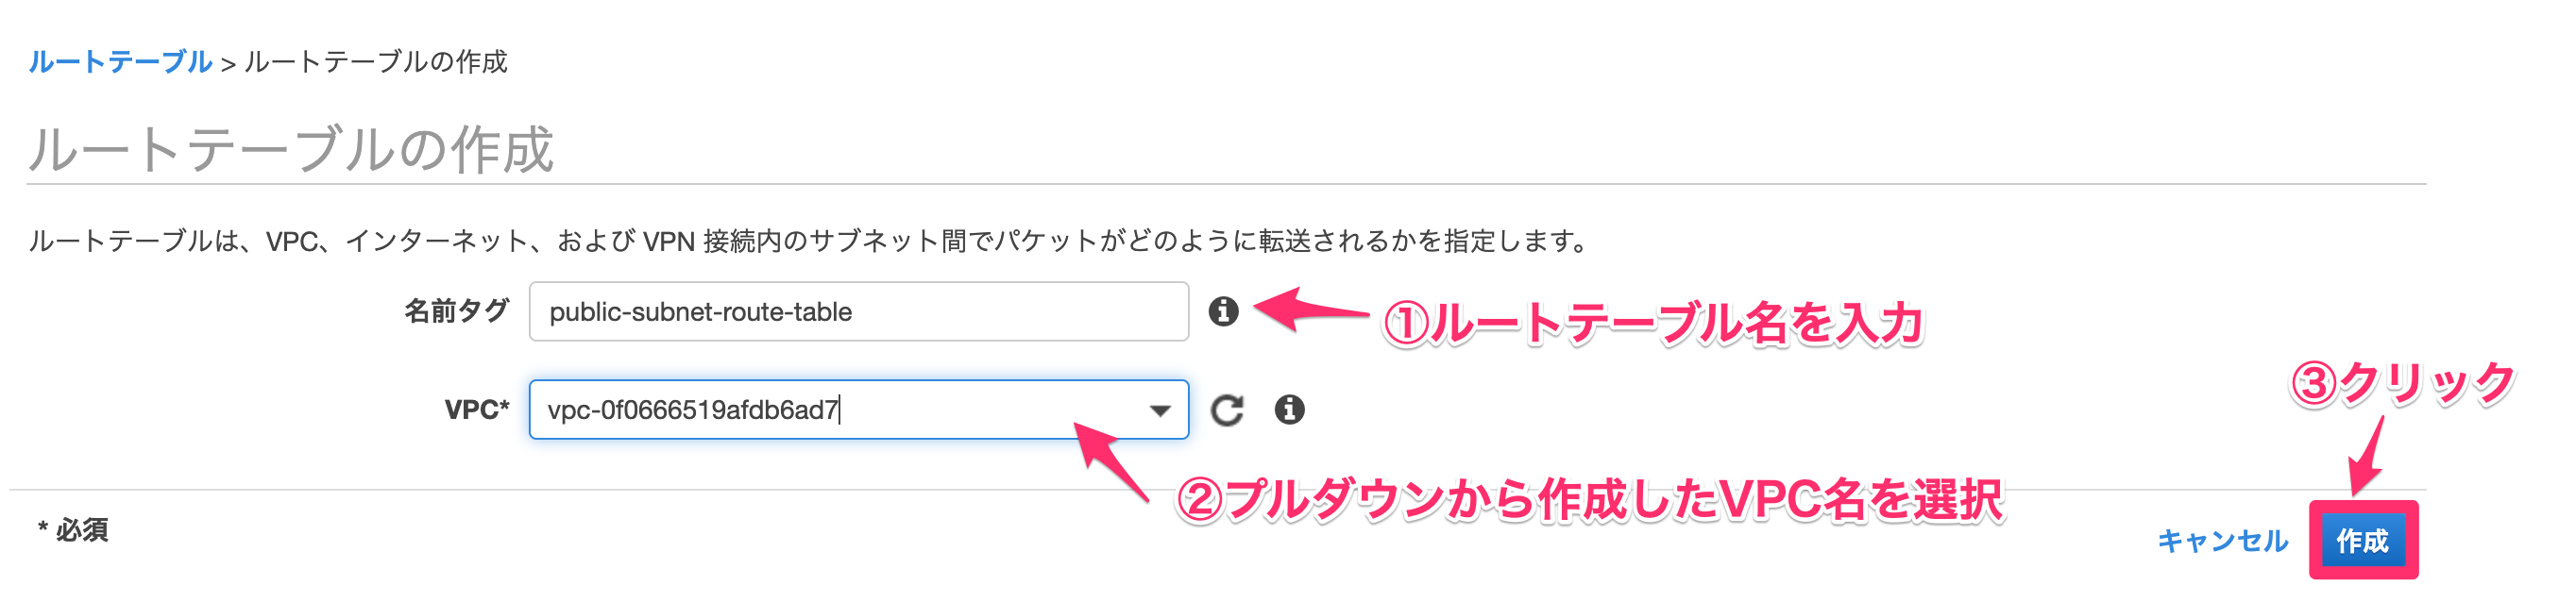 ルートテーブル > ルートテーブルの作成
ルートテーブルの作成
ルートテーブルは、VPC、インターネット、および VPN 接続内のサブネット間でパケットがどのように転送されるかを指定します。
名前タグ public-subnet-route-table ①ルートテーブル名を入力
VPC* vpc-0f0666519afdb6ad7
③クリック
②プルダウンから作成したVPC名を選択
* 必須
キャンセル 作成